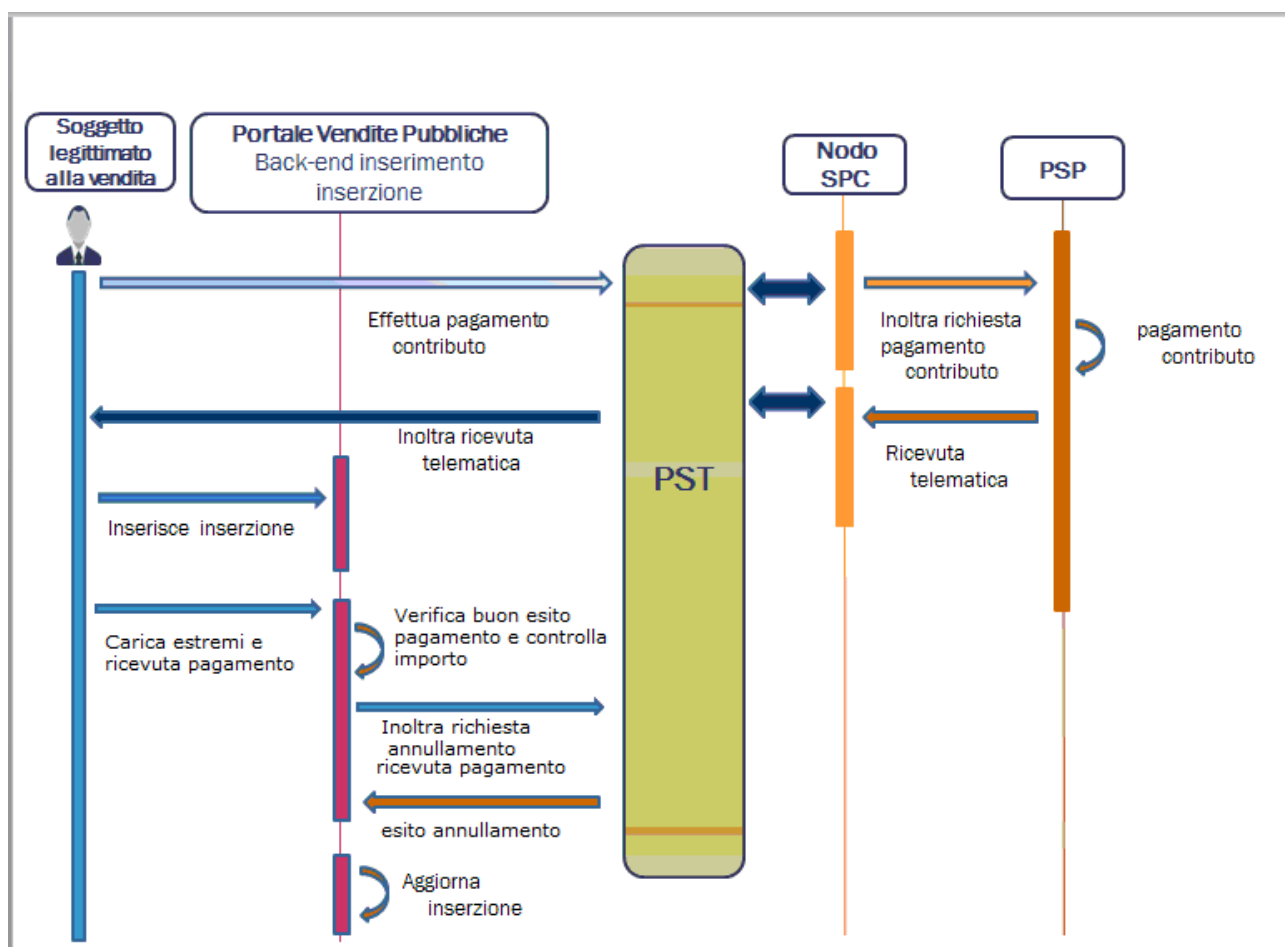 Soggetto
legittimato
alla vendita
Portale Vendite Pubbliche
Back-end inserimento
inserzione
Nodo
SPC
PSP
Effettua pagamento
contributo
Inoltra richiesta
pagamento
contributo
pagamento
contributo
Inoltra ricevuta
telematica
Ricevuta
telematica
PST
Inserisce inserzione
Carica estremi e
ricevuta pagamento
Verifica buon esito
pagamento e controlla
importo
Inoltra richiesta
annullamento
ricevuta pagamento
esito annullamento
Aggiorna
inserzione